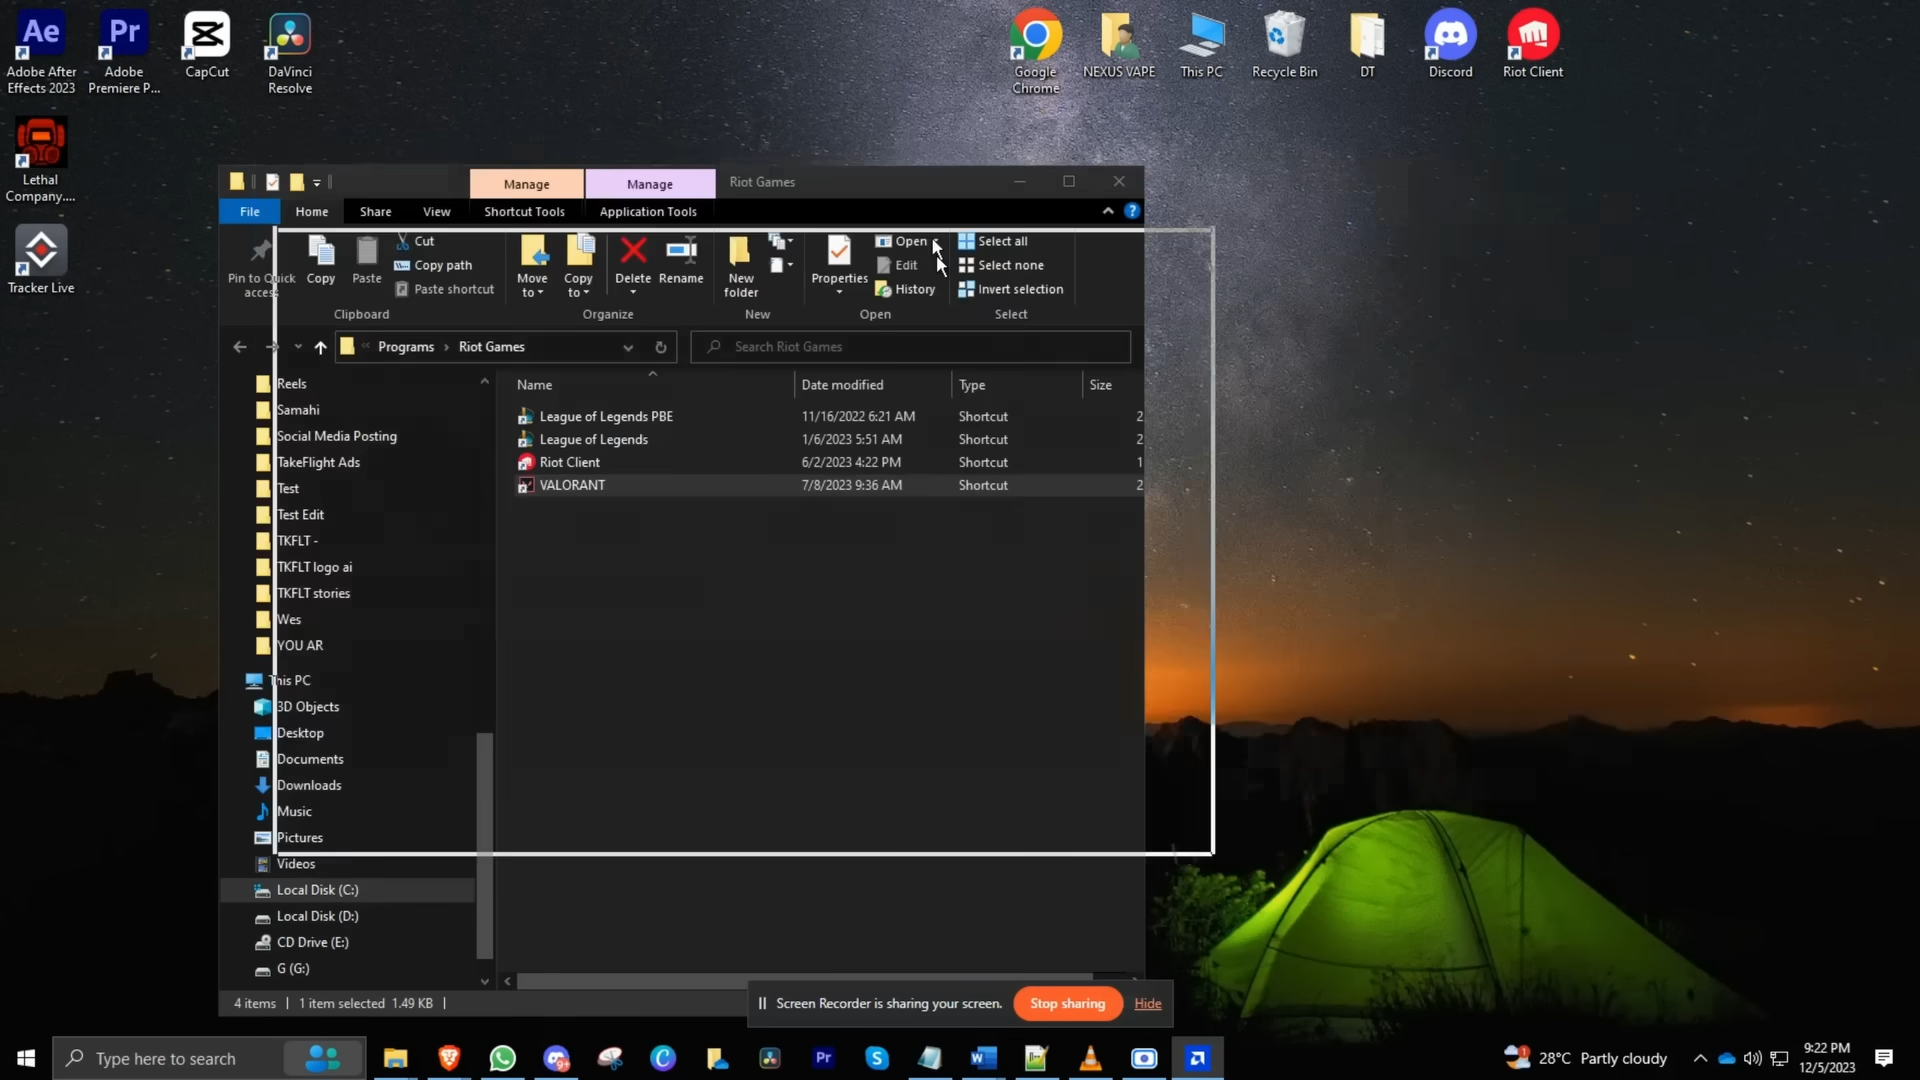 Ae
Pr
Adobe After
Effects 2023
Adobe
Premiere P...
CapCut
DaVinci
Resolve
Google
Chrome
NEXUS VAPE
This PC
Recycle Bin
DT
Discord
Riot Client
Lethal
Company....
Tracker Live
Manage
Manage
Riot Games
File
Home
Share
View
Shortcut Tools
Application Tools
Pin to Quick
access
Copy
Paste
Cut
Copy path
Paste shortcut
Clipboard
Move
to
Copy
to
Delete
Rename
Organize
New
folder
New
Properties
Open
Edit
History
Open
Select all
Select none
Invert selection
Select
Programs › Riot Games
Search Riot Games
Name
Date modified
Type
Size
League of Legends PBE 11/16/2022 6:21 AM Shortcut 2
League of Legends 1/6/2023 5:51 AM Shortcut 2
Riot Client 6/2/2023 4:22 PM Shortcut 1
VALORANT 7/8/2023 9:36 AM Shortcut 2
Reels
Samahi
Social Media Posting
TakeFlight Ads
Test
Test Edit
TKFLT -
TKFLT logo ai
TKFLT stories
Wes
YOU AR
This PC
3D Objects
Desktop
Documents
Downloads
Music
Pictures
Videos
Local Disk (C:)
Local Disk (D:)
CD Drive (E:)
G (G:)
4 items
1 item selected 1.49 KB
Screen Recorder is sharing your screen.
Stop sharing
Hide
Type here to search
9+
Pr
28°C Partly cloudy
9:22 PM
12/5/2023